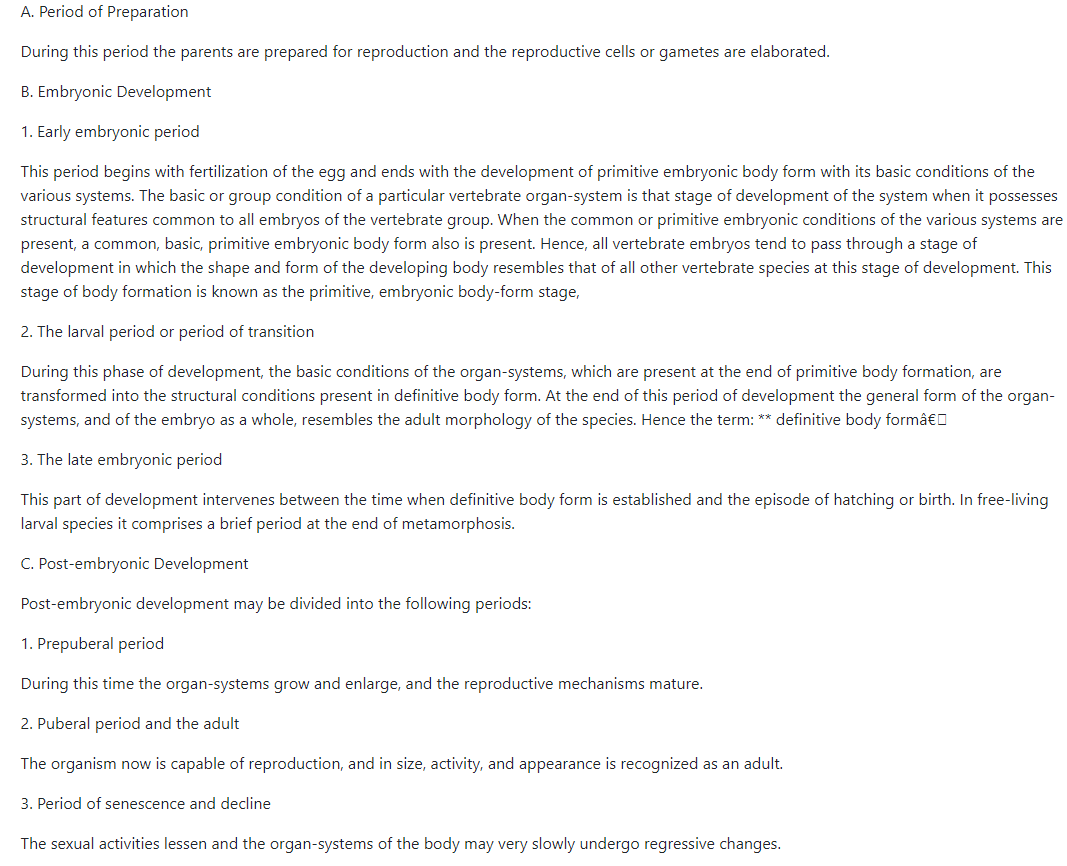 A. Period of Preparation
During this period the parents are prepared for reproduction and the reproductive cells or gametes are elaborated.
B. Embryonic Development
1. Early embryonic period
This period begins with fertilization of the egg and ends with the development of primitive embryonic body form with its basic conditions of the
various systems. The basic or group condition of a particular vertebrate organ-system is that stage of development of the system when it possesses
structural features common to all embryos of the vertebrate group. When the common or primitive embryonic conditions of the various systems are
present, a common, basic, primitive embryonic body form also is present. Hence, all vertebrate embryos tend to pass through a stage of
development in which the shape and form of the developing body resembles that of all other vertebrate species at this stage of development. This
stage of body formation is known as the primitive, embryonic body-form stage,
2. The larval period or period of transition
During this phase of development, the basic conditions of the organ-systems, which are present at the end of primitive body formation, are
transformed into the structural conditions present in definitive body form. At the end of this period of development the general form of the organ-
systems, and of the embryo as a whole, resembles the adult morphology of the species. Hence the term: ** definitive body formâ€□
3. The late embryonic period
This part of development intervenes between the time when definitive body form is established and the episode of hatching or birth. In free-living
larval species it comprises a brief period at the end of metamorphosis.
C. Post-embryonic Development
Post-embryonic development may be divided into the following periods:
1. Prepuberal period
During this time the organ-systems grow and enlarge, and the reproductive mechanisms mature.
2. Puberal period and the adult
The organism now is capable of reproduction, and in size, activity, and appearance is recognized as an adult.
3. Period of senescence and decline
The sexual activities lessen and the organ-systems of the body may very slowly undergo regressive changes.